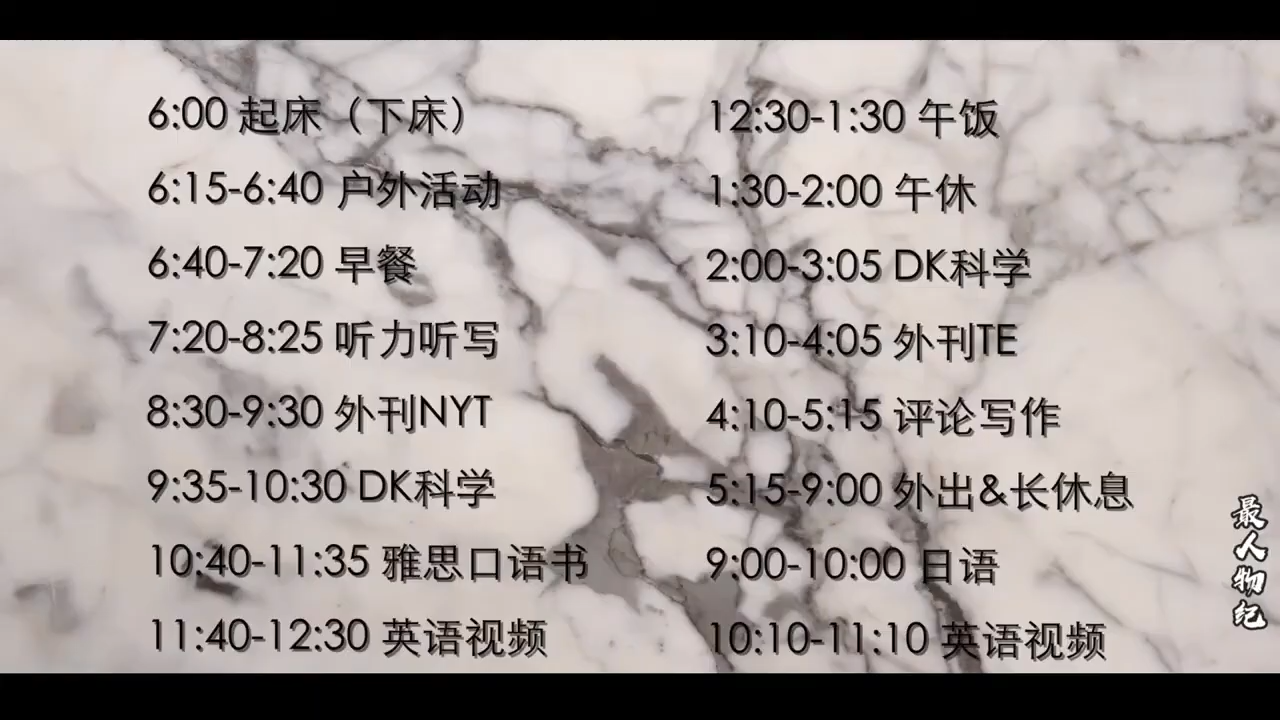 6:00 起床（下床）
6:15-6:40 户外活动
6:40-7:20 早餐
7:20-8:25 听力听写
8:30-9:30 外刊NYT
9:35-10:30 DK科学
10:40-11:35 雅思口语书
11:40-12:30 英语视频
12:30-1:30 午饭
1:30-2:00 午休
2:00-3:05 DK科学
3:10-4:05 外刊TE
4:10-5:15 评论写作
5:15-9:00 外出&长休息
9:00-10:00 日语
10:10-11:10 英语视频
最人物纪